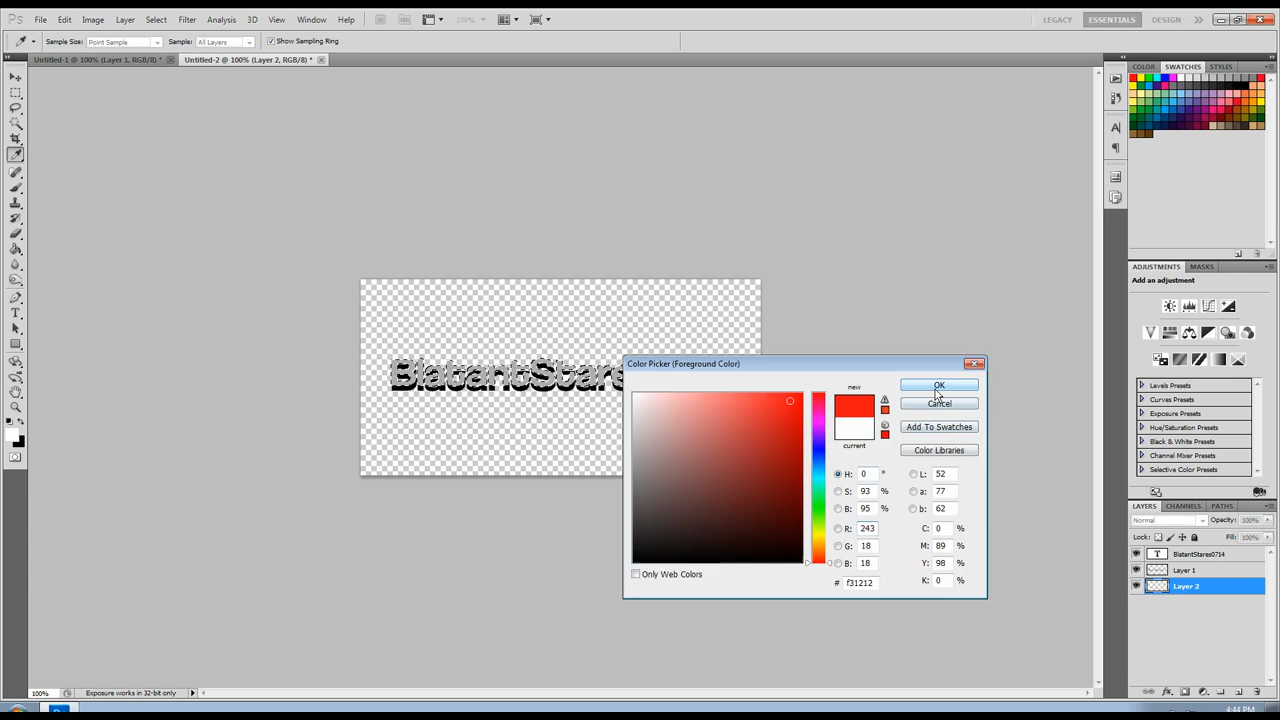 Ps File Edit Image Layer Select Filter Analysis 3D View Window Help 100% LEGACY ESSENTIALS DESIGN
Sample Size: Point Sample Sample: All Layers Show Sampling Ring
Untitled-1 @ 100% (Layer 1, RGB/8) * Untitled-2 @ 100% (Layer 2, RGB/8) *
COLOR SWATCHES STYLES
ADJUSTMENTS MASKS
Add an adjustment
BlatantStares
Color Picker (Foreground Color)
new
OK
Cancel
Add To Swatches
current
Color Libraries
H: 0 ° L: 52
S: 93 % a: 77
B: 95 % b: 62
R: 243 C: 0 %
G: 18 M: 89 %
B: 18 Y: 98 %
# f31212 K: 0 %
Only Web Colors
Levels Presets
Curves Presets
Exposure Presets
Hue/Saturation Presets
Black & White Presets
Channel Mixer Presets
Selective Color Presets
LAYERS CHANNELS PATHS
Normal Opacity: 100%
Lock: Fill: 100%
T BlatantStares0714
Layer 1
Layer 2
100% Exposure works in 32-bit only
4:44 PM